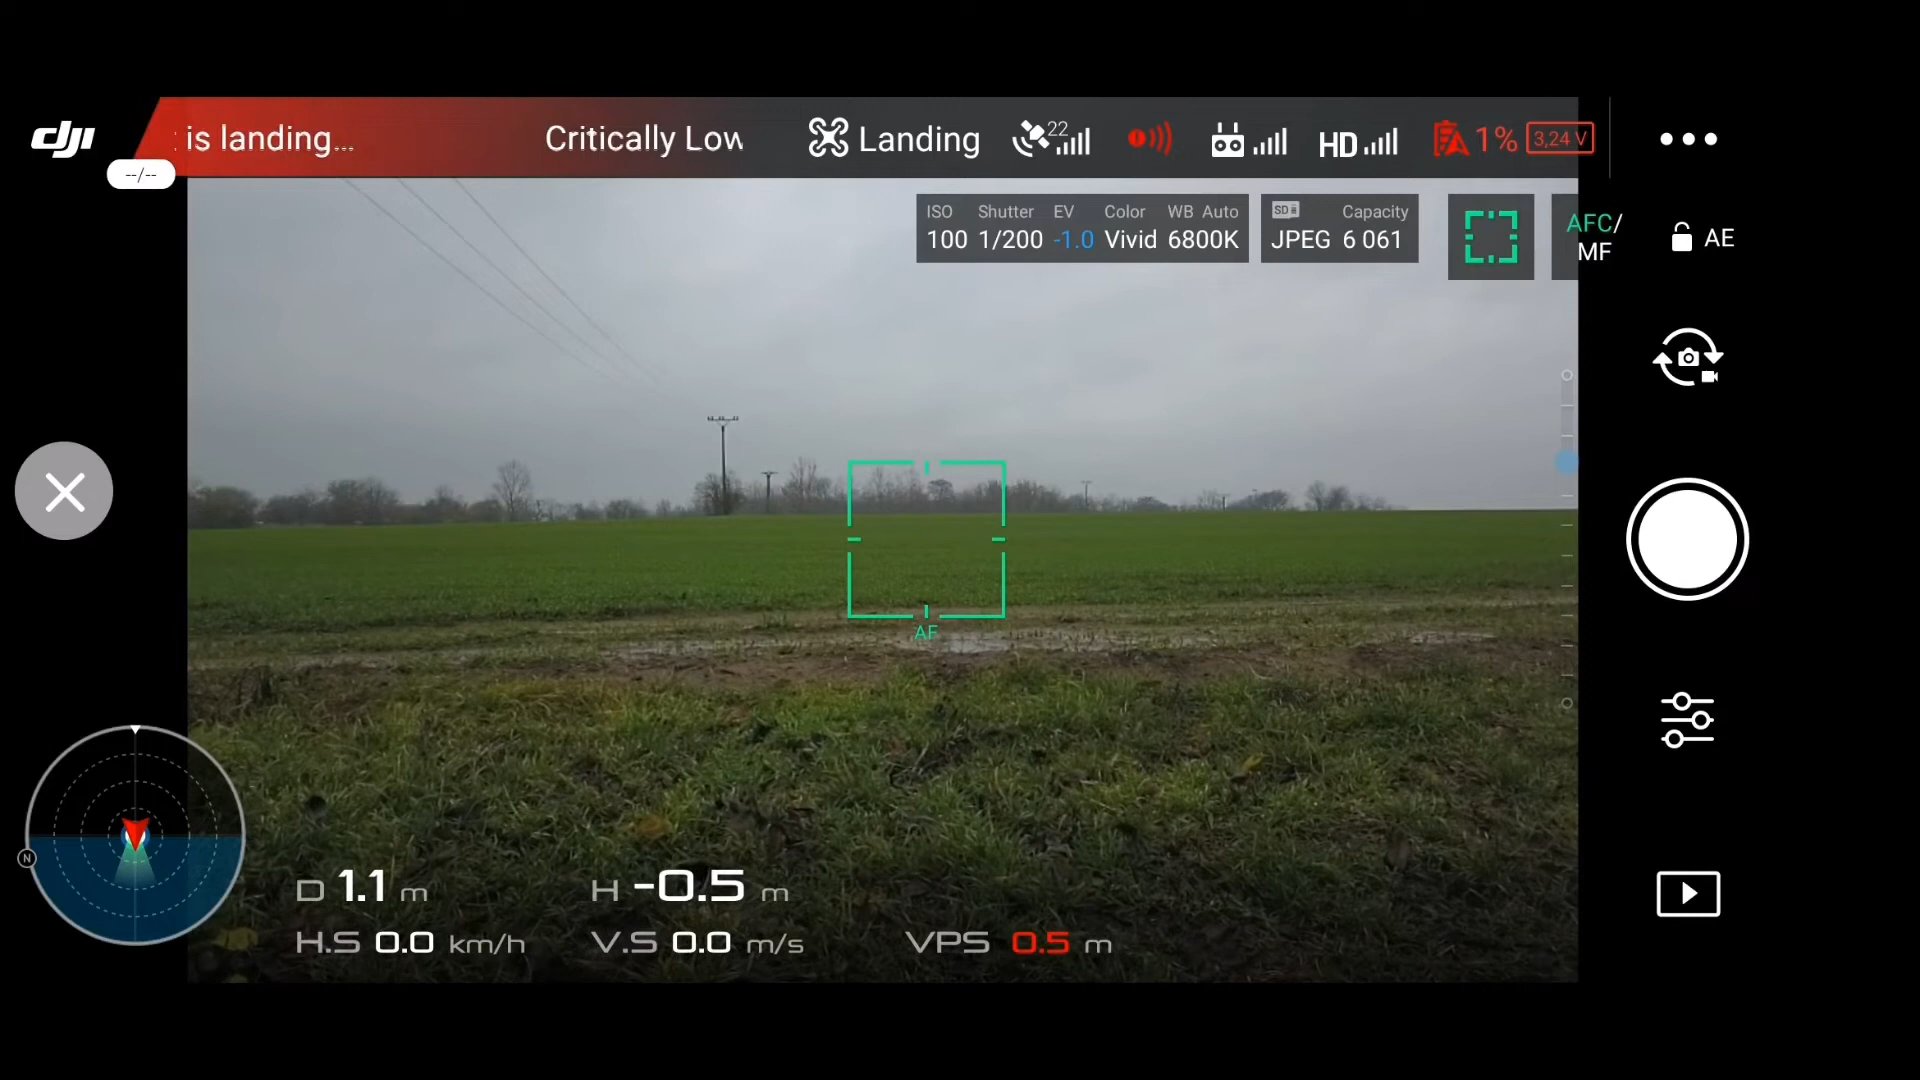 dji
is landing...
Critically Low
Landing
22
HD
1%
3,24 V
--/--
ISO Shutter EV Color WB Auto
100 1/200 -1.0 Vivid 6800K
SD Capacity
JPEG 6 061
AFC/
MF
AE
AF
N
D 1.1 m
H -0.5 m
H.S 0.0 km/h
V.S 0.0 m/s
VPS 0.5 m